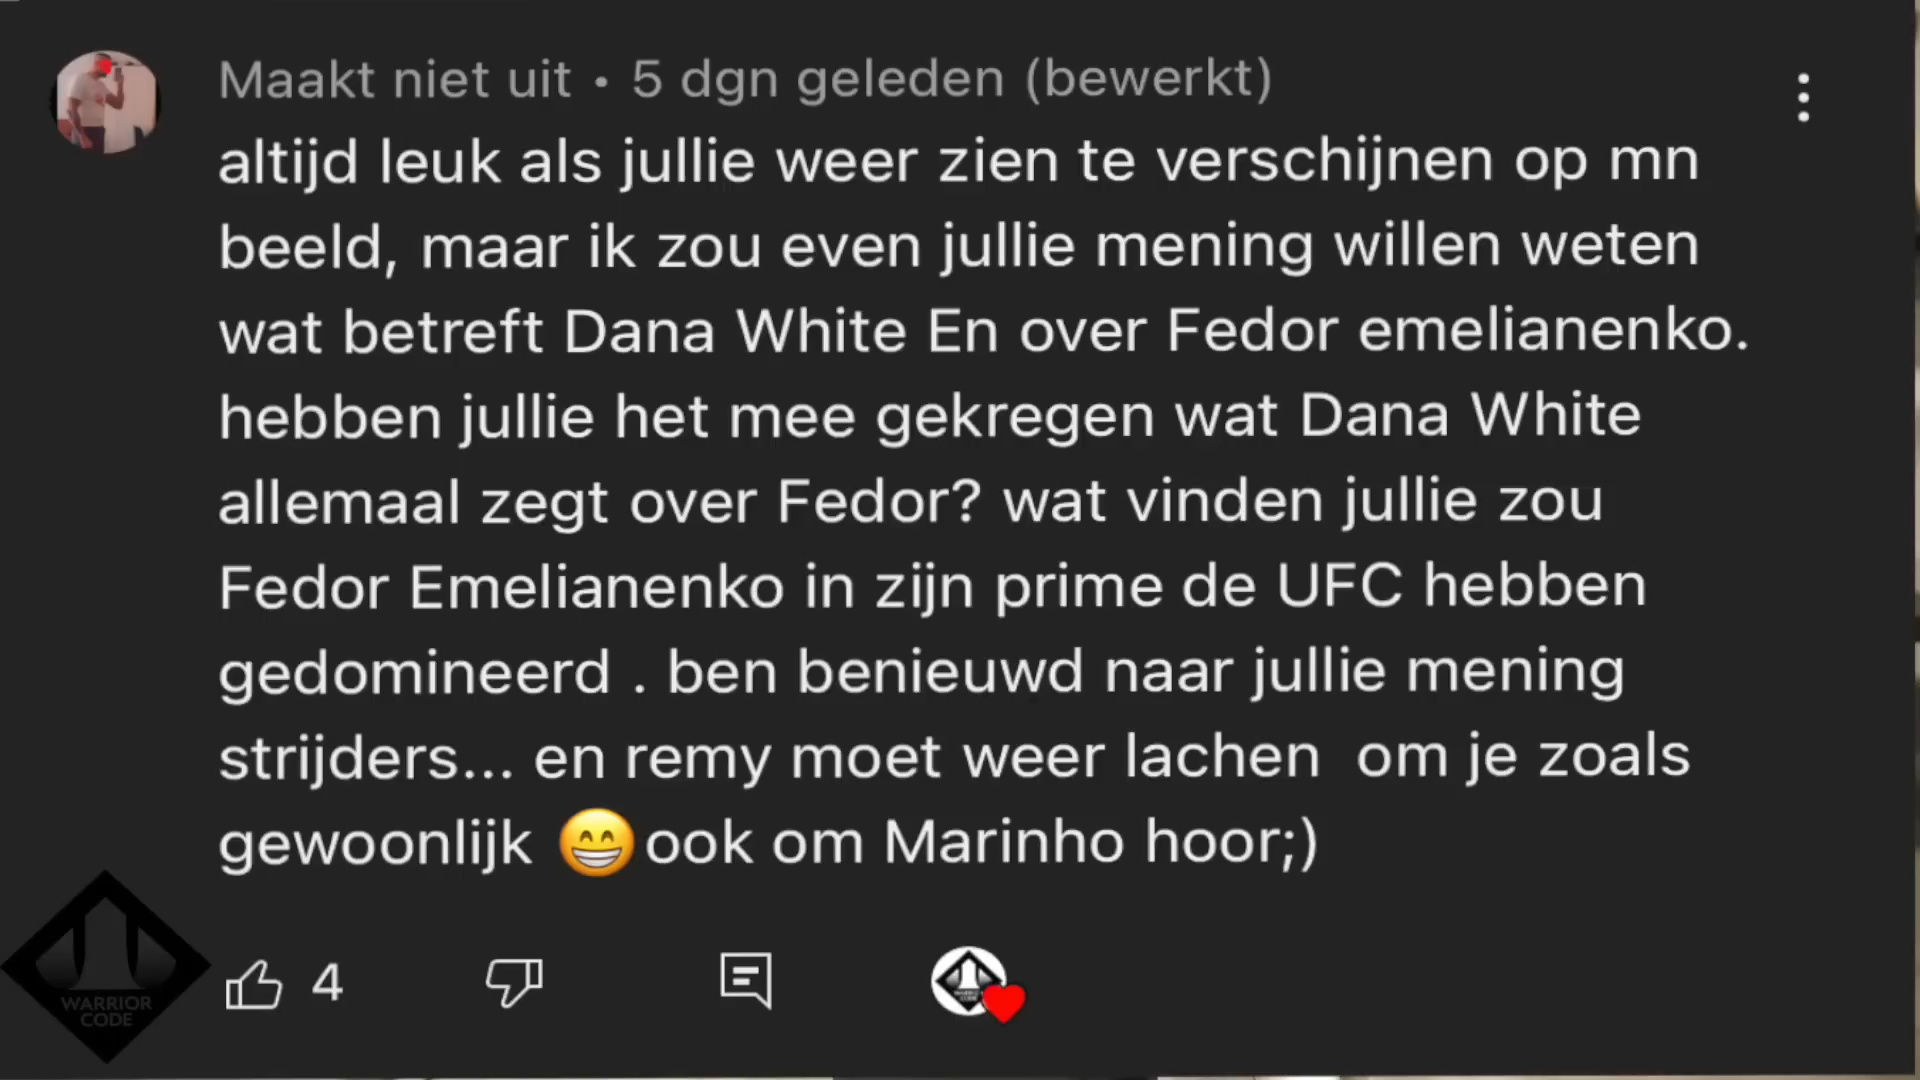 Maakt niet uit • 5 dgn geleden (bewerkt)
altijd leuk als jullie weer zien te verschijnen op mn
beeld, maar ik zou even jullie mening willen weten
wat betreft Dana White En over Fedor emelianenko.
hebben jullie het mee gekregen wat Dana White
allemaal zegt over Fedor? wat vinden jullie zou
Fedor Emelianenko in zijn prime de UFC hebben
gedomineerd . ben benieuwd naar jullie mening
strijders... en remy moet weer lachen  om je zoals
gewoonlijk 😁ook om Marinho hoor;)
4
WARRIOR
CODE